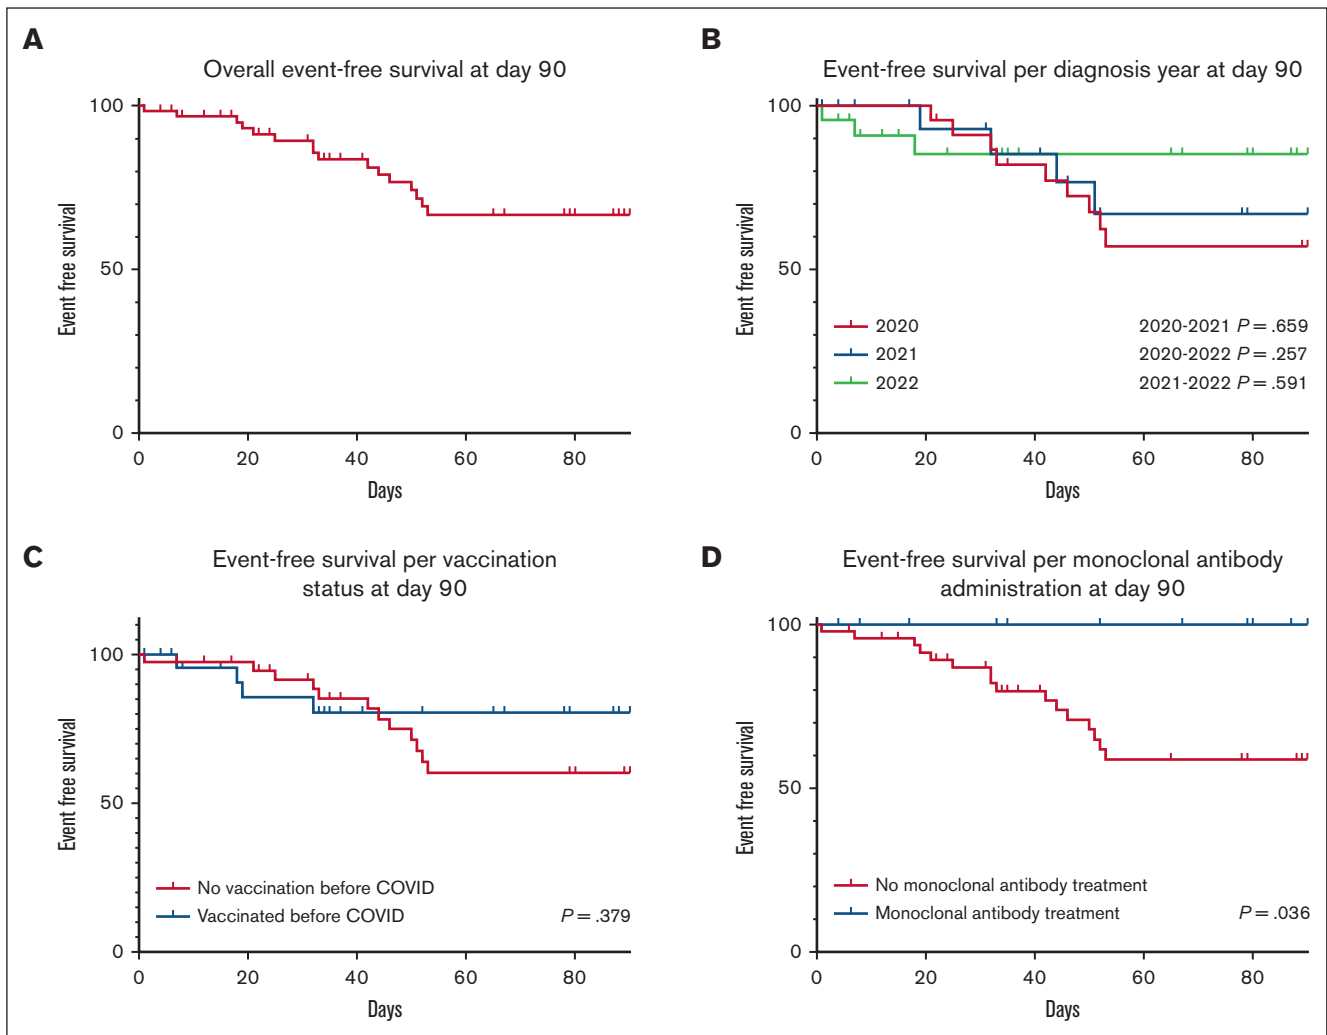 A
Overall event-free survival at day 90
100
50
0
Event free survival
0 20 40 60 80
Days
B
Event-free survival per diagnosis year at day 90
100
50
0
Event free survival
2020
2021
2022
2020-2021 P = .659
2020-2022 P = .257
2021-2022 P = .591
0 20 40 60 80
Days
C
Event-free survival per vaccination
status at day 90
100
50
0
Event free survival
No vaccination before COVID
Vaccinated before COVID
P = .379
0 20 40 60 80
Days
D
Event-free survival per monoclonal antibody
administration at day 90
100
50
0
Event free survival
No monoclonal antibody treatment
Monoclonal antibody treatment
P = .036
0 20 40 60 80
Days